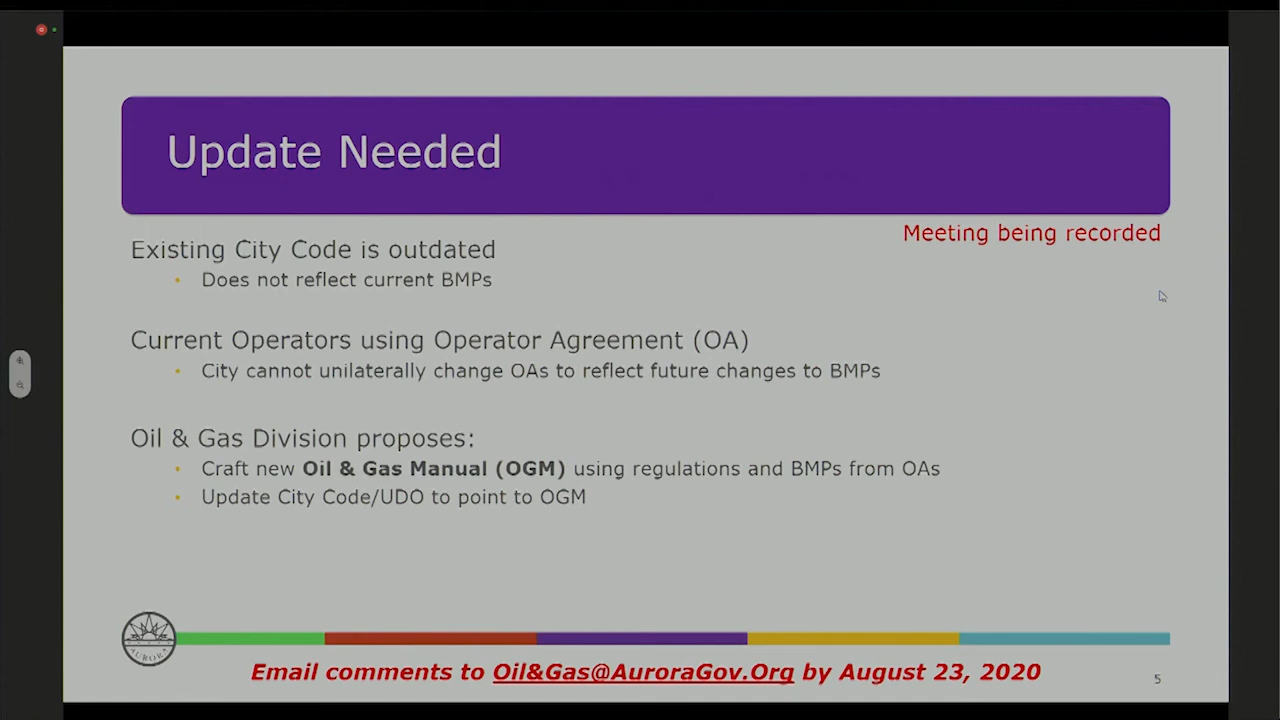 Update Needed
Meeting being recorded
Existing City Code is outdated
• Does not reflect current BMPs
Current Operators using Operator Agreement (OA)
• City cannot unilaterally change OAs to reflect future changes to BMPs
Oil & Gas Division proposes:
• Craft new Oil & Gas Manual (OGM) using regulations and BMPs from OAs
• Update City Code/UDO to point to OGM
AURORA
Email comments to Oil&Gas@AuroraGov.Org by August 23, 2020
5